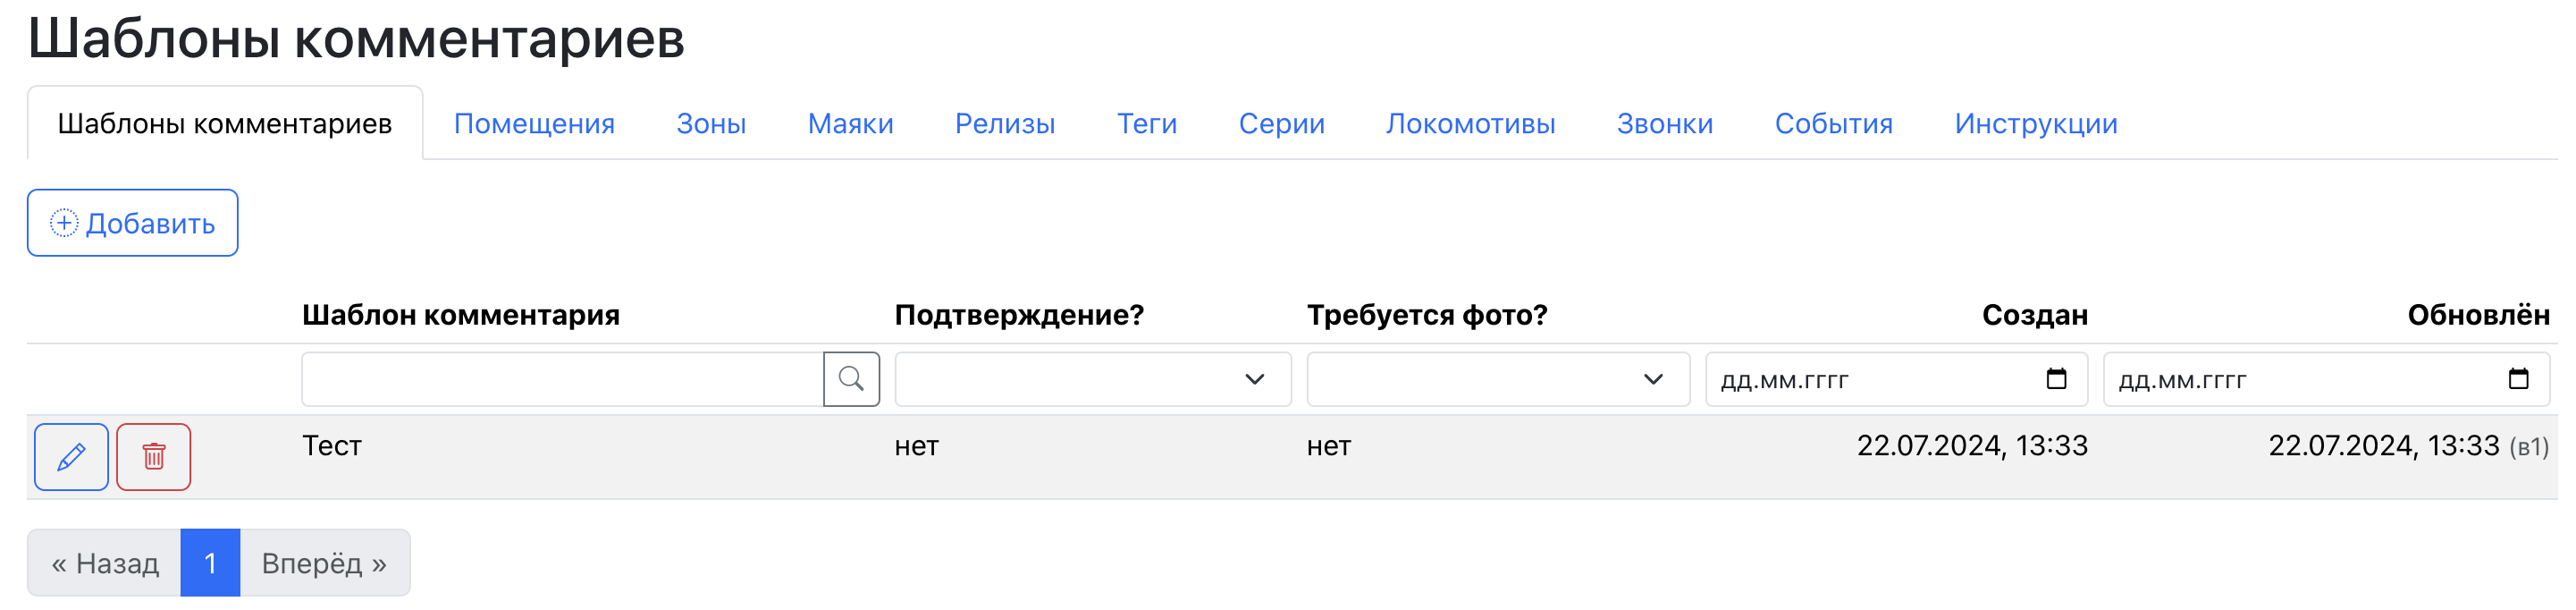 Шаблоны комментариев
Шаблоны комментариев Помещения Зоны Маяки Релизы Теги Серии Локомотивы Звонки События Инструкции
Добавить
Шаблон комментария Подтверждение? Требуется фото? Создан Обновлён
дд.мм.гггг дд.мм.гггг
Тест нет нет 22.07.2024, 13:33 22.07.2024, 13:33 (в1)
« Назад 1 Вперёд »